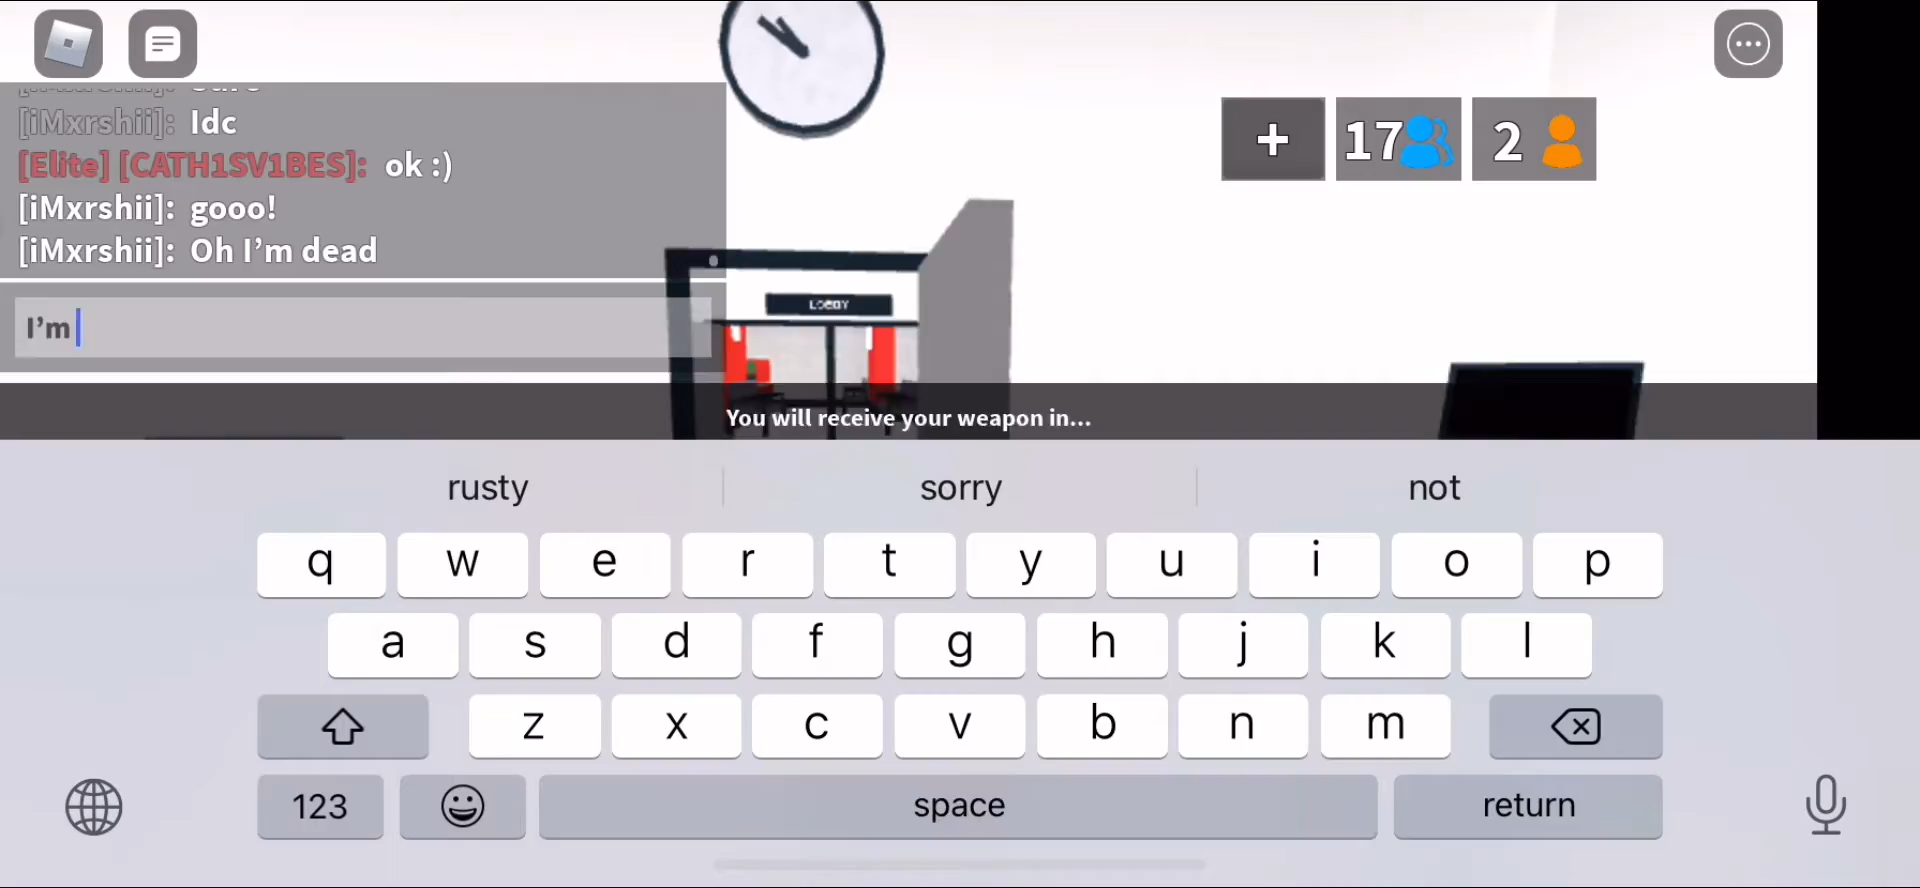 [iMxrshii]: Idc
[Elite] [CATH1SV1BES]: ok :)
[iMxrshii]: gooo!
[iMxrshii]: Oh I’m dead
I’m
+ 17 2
LOBBY
You will receive your weapon in...
rusty sorry not
q w e r t y u i o p
a s d f g h j k l
z x c v b n m
123 space return